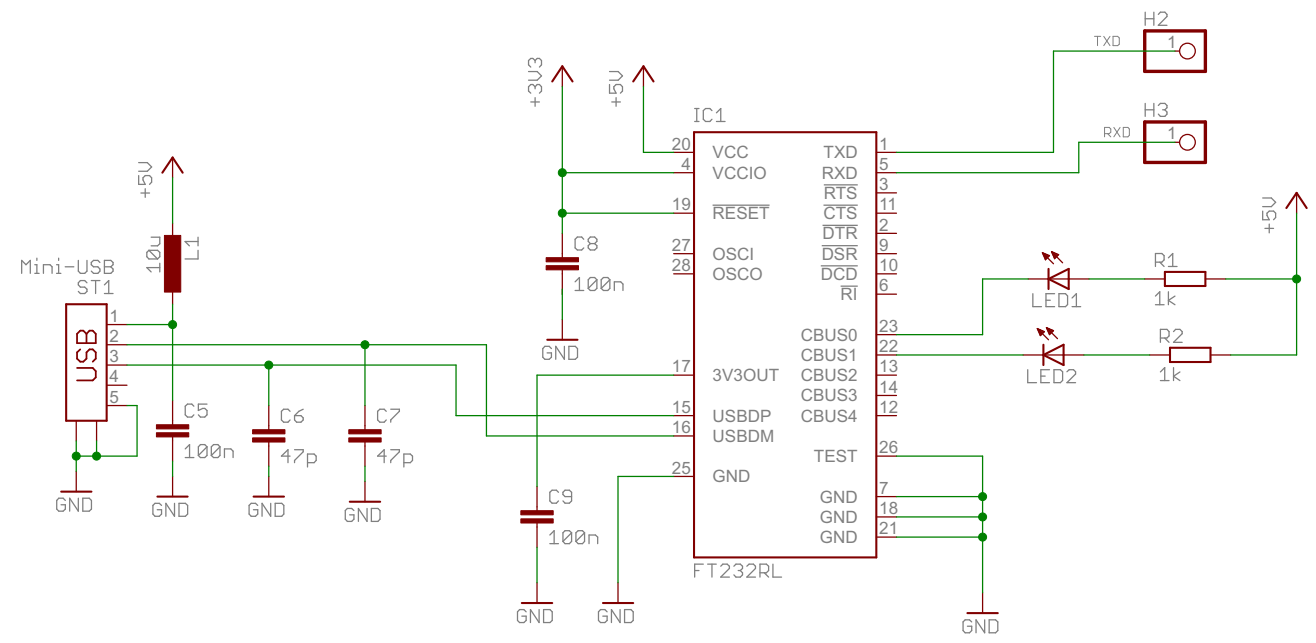 H2
TXD 1
H3
RXD 1
+3V3
+5V
IC1
20 VCC TXD 1
4 VCCIO RXD 5
RTS 3
19 RESET CTS 11
DTR 2
27 OSCI DSR 9
28 OSCO DCD 10
RI 6
CBUS0 23
CBUS1 22
17 3V3OUT CBUS2 13
CBUS3 14
15 USBDP CBUS4 12
16 USBDM
TEST 26
25 GND
GND 7
GND 18
GND 21
FT232RL
+5V
10u
L1
Mini-USB
ST1
USB
1
2
3
4
5
GND
C5
100n
GND
C6
47p
GND
C7
47p
GND
C8
100n
GND
C9
100n
GND
GND
GND
+5V
LED1
R1
1k
LED2
R2
1k